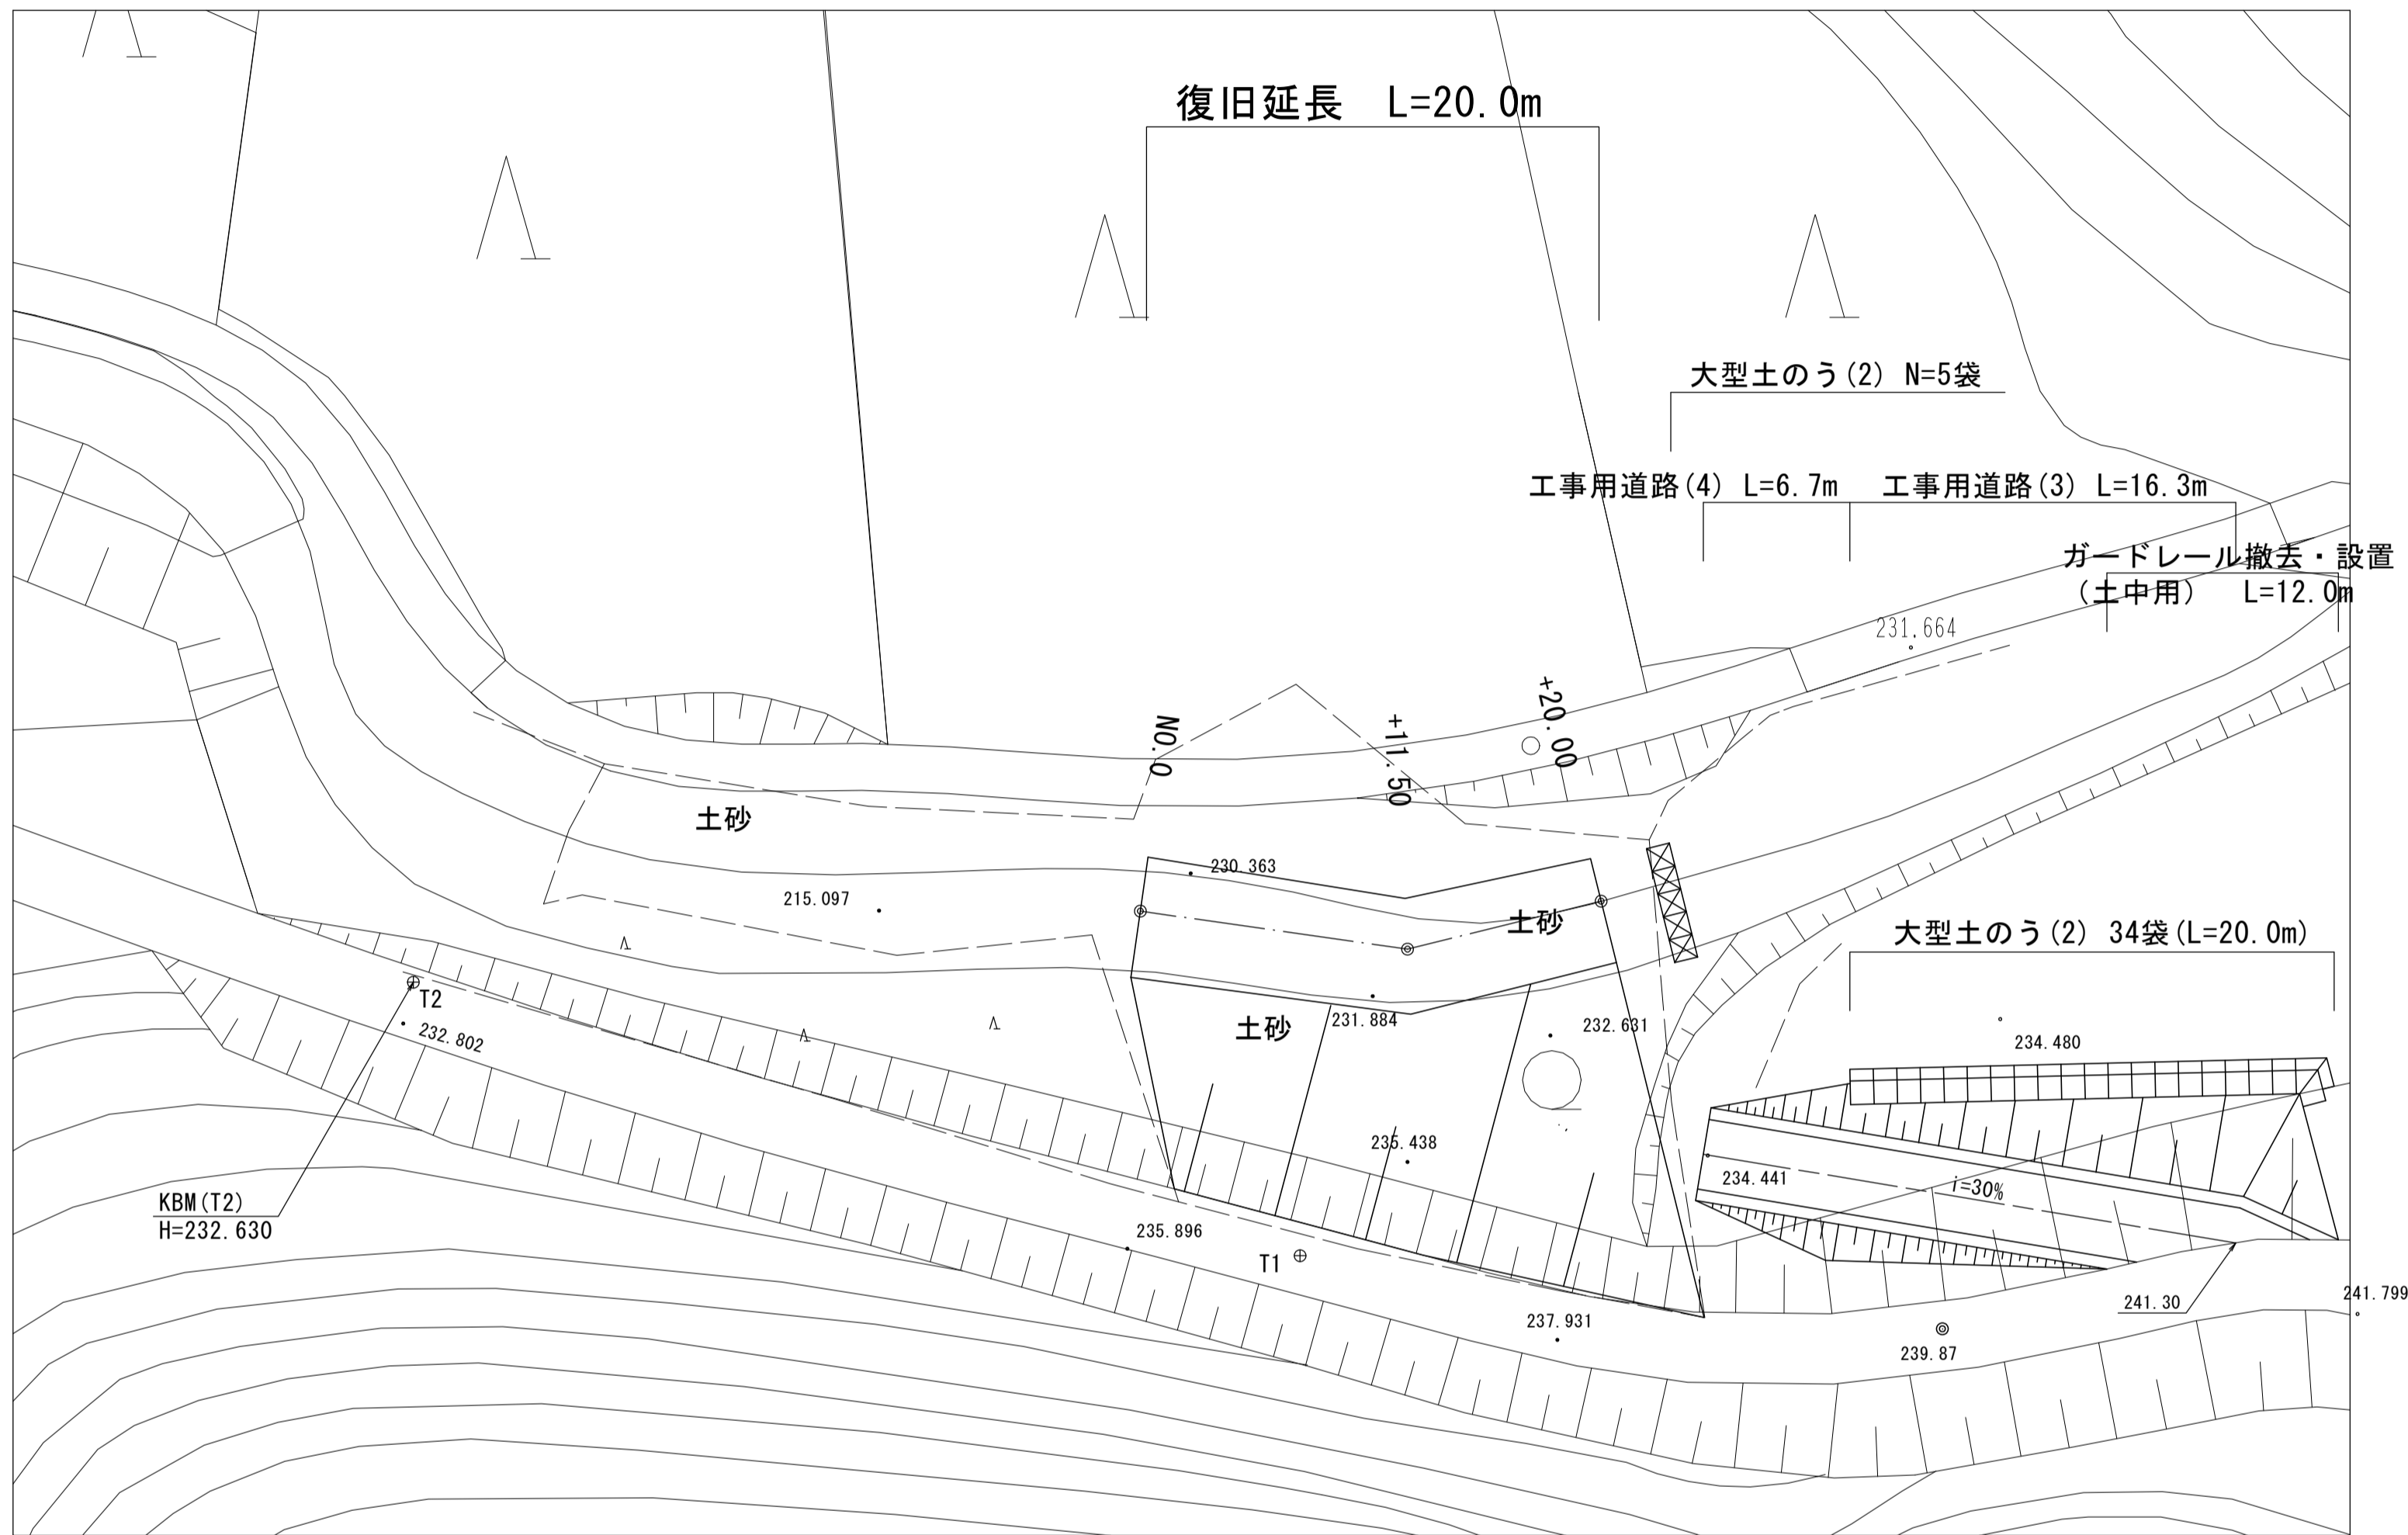 復旧延長　L=20.0m
大型土のう(2) N=5袋
工事用道路(4) L=6.7m
工事用道路(3) L=16.3m
ガードレール撤去・設置
(土中用)　L=12.0m
231.664
NO.0
+11.50
+20.00
土砂
230.363
215.097
土砂
大型土のう(2) 34袋(L=20.0m)
T2
232.802
231.884
土砂
232.631
234.480
235.438
234.441
i=30%
KBM(T2)
H=232.630
235.896
T1
237.931
241.30
241.799
239.87